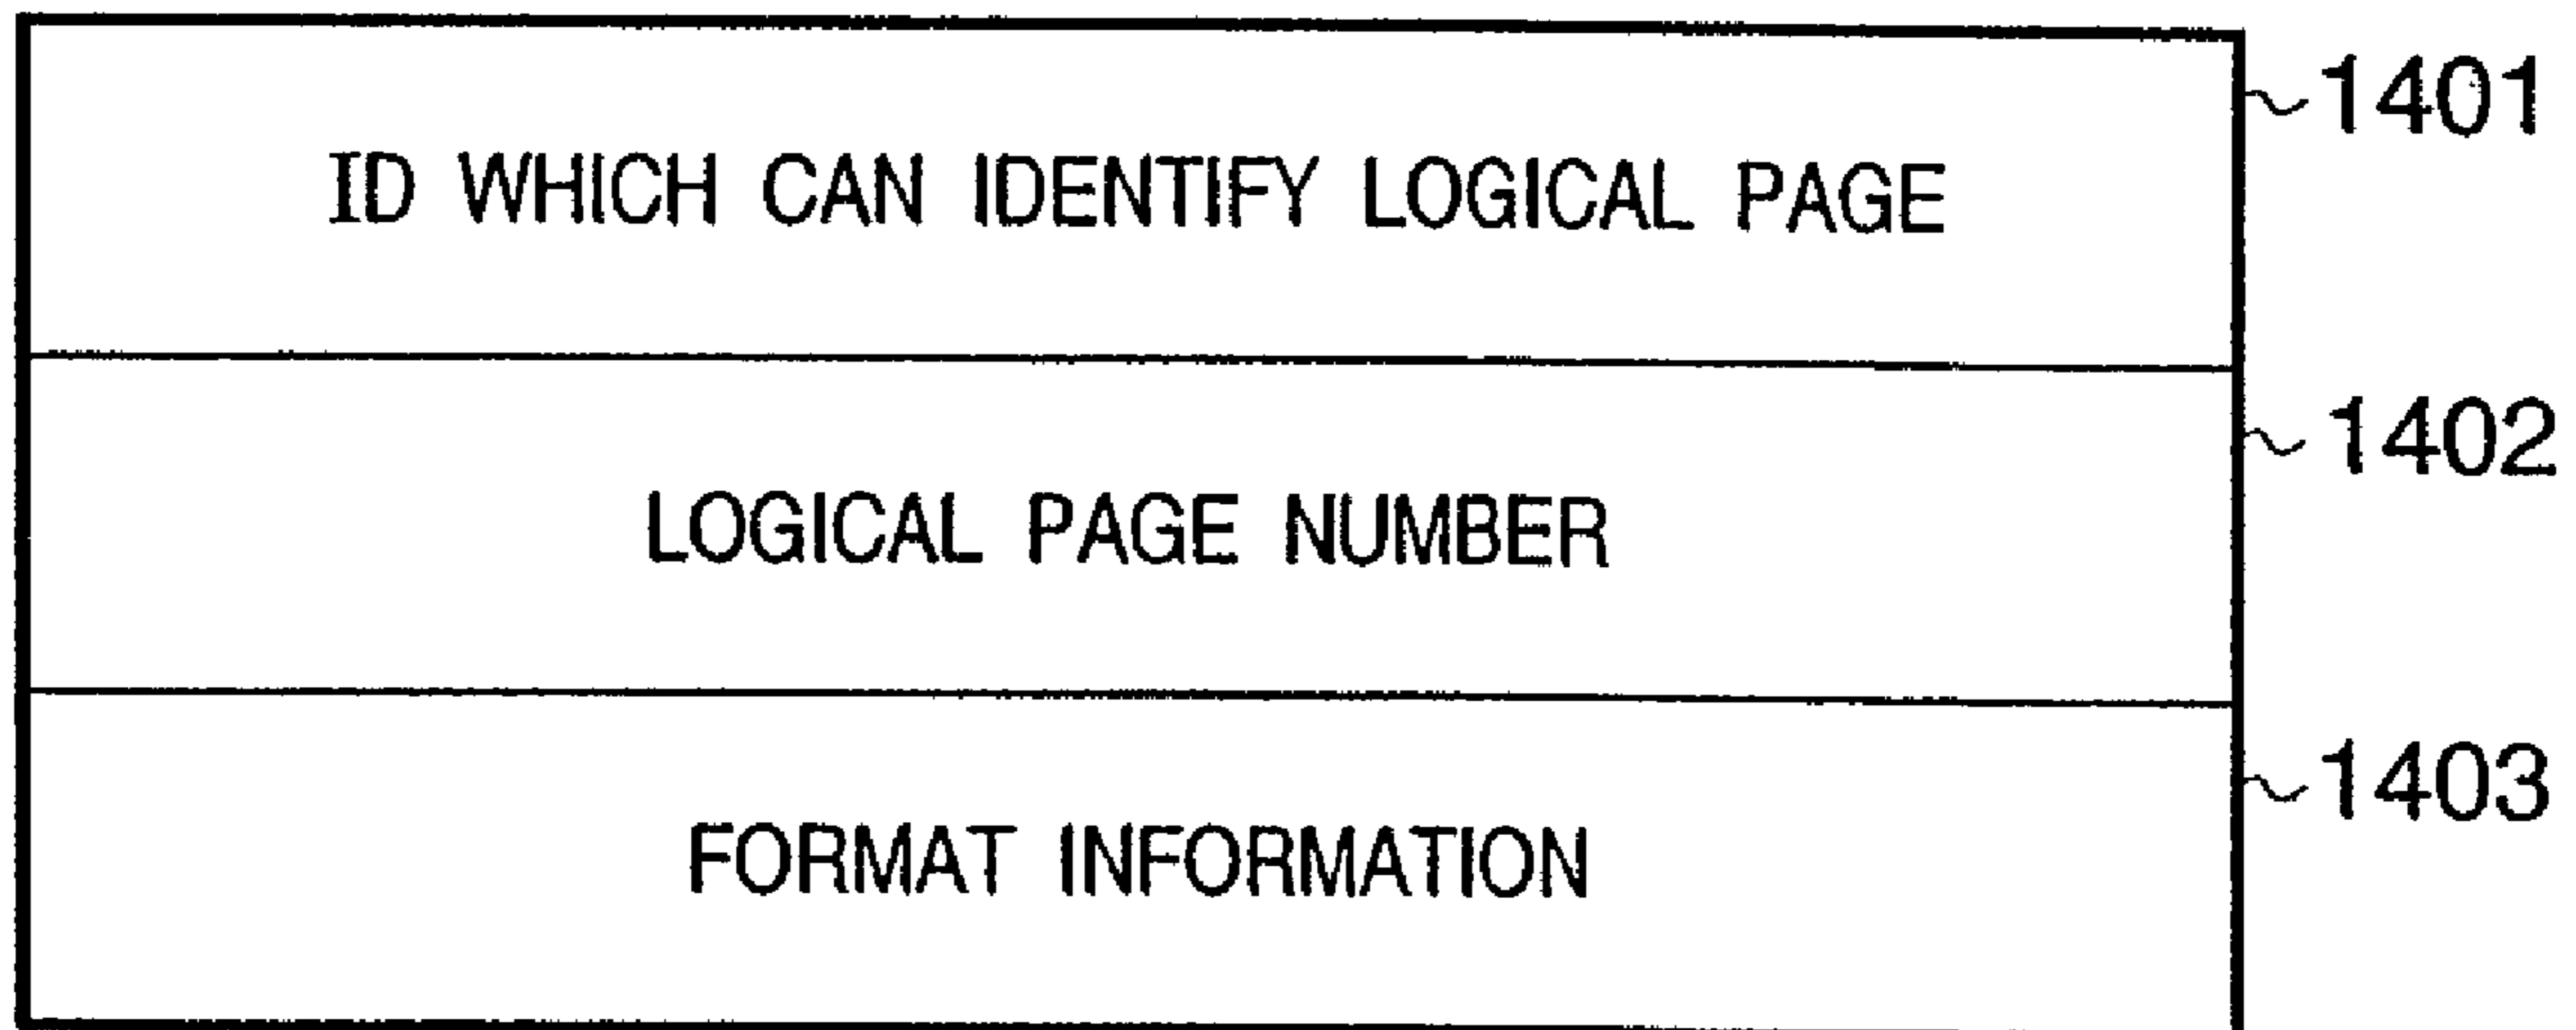 1401
ID WHICH CAN IDENTIFY LOGICAL PAGE
1402
LOGICAL PAGE NUMBER
1403
FORMAT INFORMATION